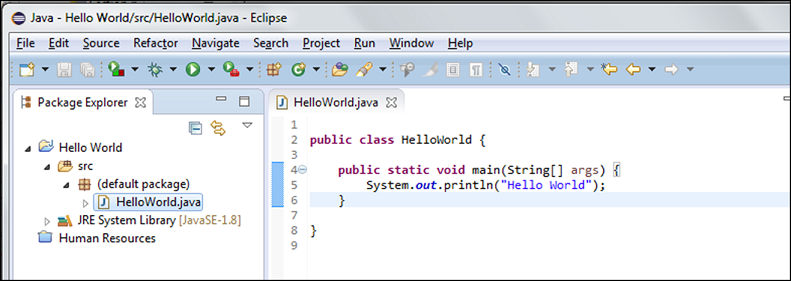 Java - Hello World/src/HelloWorld.java - Eclipse
File Edit Source Refactor Navigate Search Project Run Window Help
Package Explorer
Hello World
src
(default package)
HelloWorld.java
JRE System Library [JavaSE-1.8]
Human Resources
HelloWorld.java
1
2 public class HelloWorld {
3
4 public static void main(String[] args) {
5 System.out.println("Hello World");
6 }
7
8 }
9